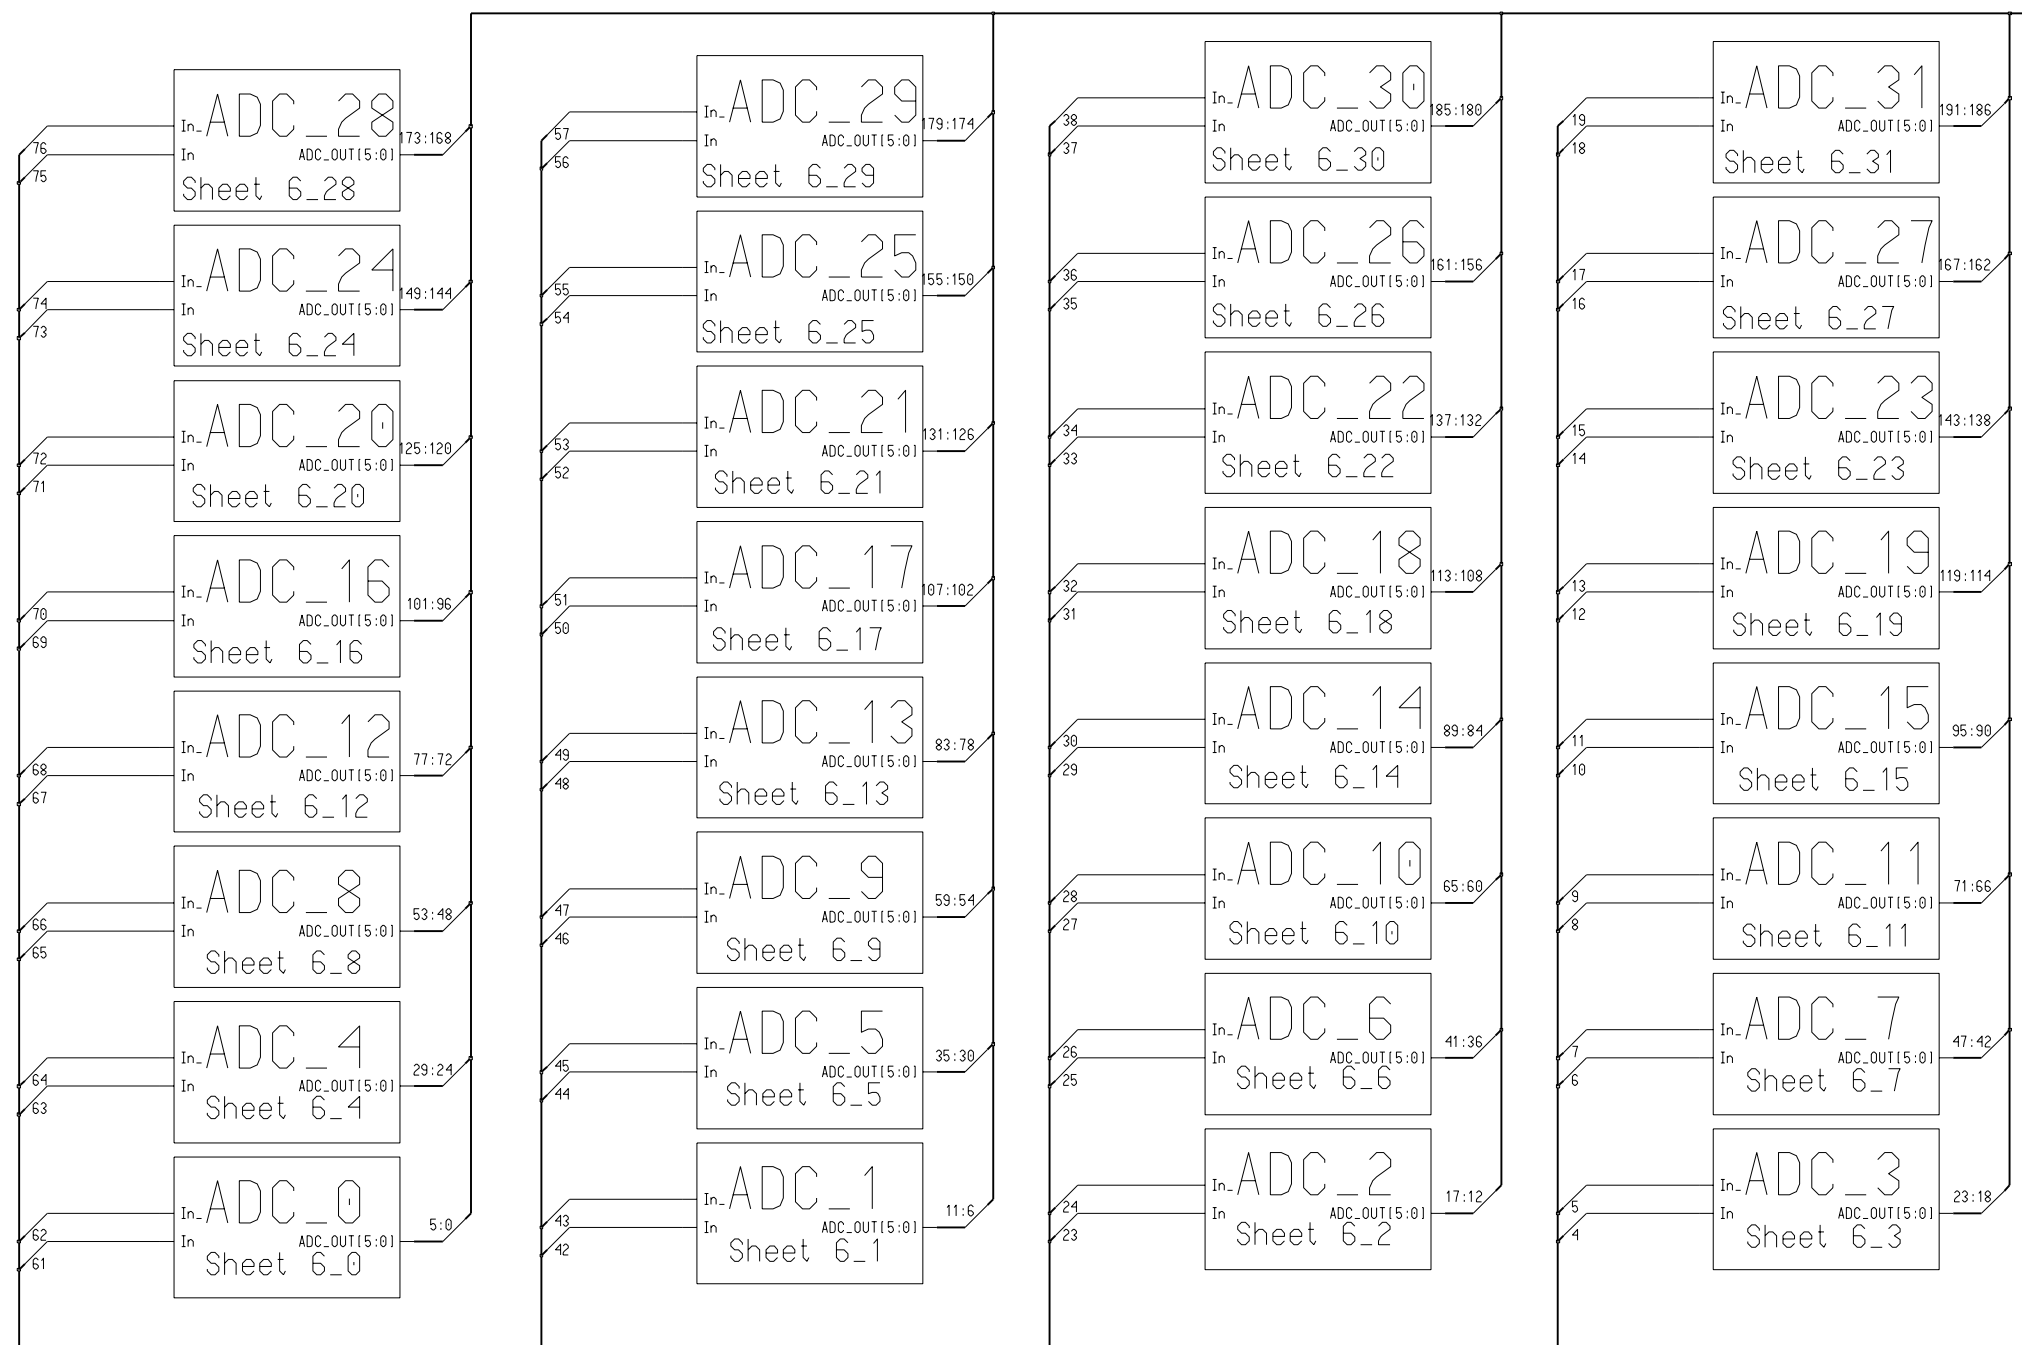 ADC_28
In_
173:168
76
In ADC_OUT[5:0]
75
Sheet 6_28
ADC_24
In_
149:144
74
In ADC_OUT[5:0]
73
Sheet 6_24
ADC_20
In_
125:120
72
In ADC_OUT[5:0]
71
Sheet 6_20
ADC_16
In_
101:96
70
In ADC_OUT[5:0]
69
Sheet 6_16
ADC_12
In_
77:72
68
In ADC_OUT[5:0]
67
Sheet 6_12
ADC_8
In_
53:48
66
In ADC_OUT[5:0]
65
Sheet 6_8
ADC_4
In_
29:24
64
In ADC_OUT[5:0]
63
Sheet 6_4
ADC_0
In_
5:0
62
In ADC_OUT[5:0]
61
Sheet 6_0
ADC_29
In_
179:174
57
In ADC_OUT[5:0]
56
Sheet 6_29
ADC_25
In_
155:150
55
In ADC_OUT[5:0]
54
Sheet 6_25
ADC_21
In_
131:126
53
In ADC_OUT[5:0]
52
Sheet 6_21
ADC_17
In_
107:102
51
In ADC_OUT[5:0]
50
Sheet 6_17
ADC_13
In_
83:78
49
In ADC_OUT[5:0]
48
Sheet 6_13
ADC_9
In_
59:54
47
In ADC_OUT[5:0]
46
Sheet 6_9
ADC_5
In_
35:30
45
In ADC_OUT[5:0]
44
Sheet 6_5
ADC_1
In_
11:6
43
In ADC_OUT[5:0]
42
Sheet 6_1
ADC_30
In_
185:180
38
In ADC_OUT[5:0]
37
Sheet 6_30
ADC_26
In_
161:156
36
In ADC_OUT[5:0]
35
Sheet 6_26
ADC_22
In_
137:132
34
In ADC_OUT[5:0]
33
Sheet 6_22
ADC_18
In_
113:108
32
In ADC_OUT[5:0]
31
Sheet 6_18
ADC_14
In_
89:84
30
In ADC_OUT[5:0]
29
Sheet 6_14
ADC_10
In_
65:60
28
In ADC_OUT[5:0]
27
Sheet 6_10
ADC_6
In_
41:36
26
In ADC_OUT[5:0]
25
Sheet 6_6
ADC_2
In_
17:12
24
In ADC_OUT[5:0]
23
Sheet 6_2
ADC_31
In_
191:186
19
In ADC_OUT[5:0]
18
Sheet 6_31
ADC_27
In_
167:162
17
In ADC_OUT[5:0]
16
Sheet 6_27
ADC_23
In_
143:138
15
In ADC_OUT[5:0]
14
Sheet 6_23
ADC_19
In_
119:114
13
In ADC_OUT[5:0]
12
Sheet 6_19
ADC_15
In_
95:90
11
In ADC_OUT[5:0]
10
Sheet 6_15
ADC_11
In_
71:66
9
In ADC_OUT[5:0]
8
Sheet 6_11
ADC_7
In_
47:42
7
In ADC_OUT[5:0]
6
Sheet 6_7
ADC_3
In_
23:18
5
In ADC_OUT[5:0]
4
Sheet 6_3